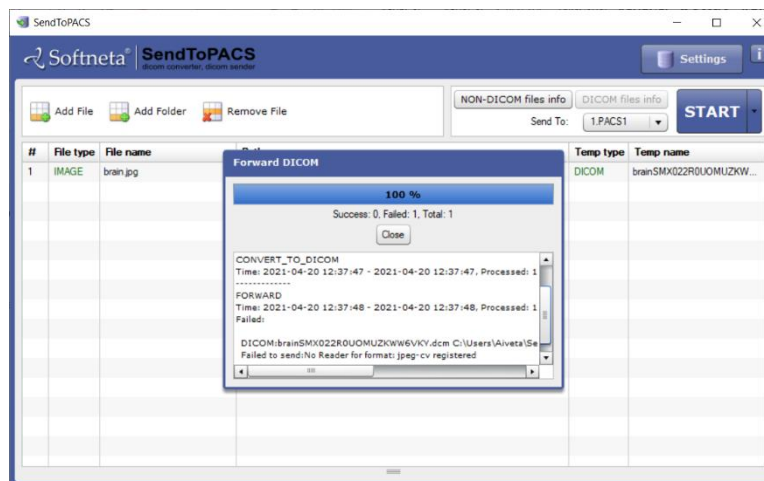 SendToPACS
Softneta® SendToPACS
dicom converter, dicom sender
Settings
i
Add File Add Folder Remove File
NON-DICOM files info DICOM files info
Send To: 1.PACS1
START
# File type File name Temp type Temp name
1 IMAGE brain.jpg DICOM brainSMX022R0UOMUZKW...
Forward DICOM
100 %
Success: 0, Failed: 1, Total: 1
Close
CONVERT_TO_DICOM
Time: 2021-04-20 12:37:47 - 2021-04-20 12:37:47, Processed: 1
-------------
FORWARD
Time: 2021-04-20 12:37:48 - 2021-04-20 12:37:48, Processed: 1
Failed:
DICOM:brainSMX022R0UOMUZKWW6VKY.dcm C:\Users\Aiveta\Se
Failed to send:No Reader for format: jpeg-cv registered